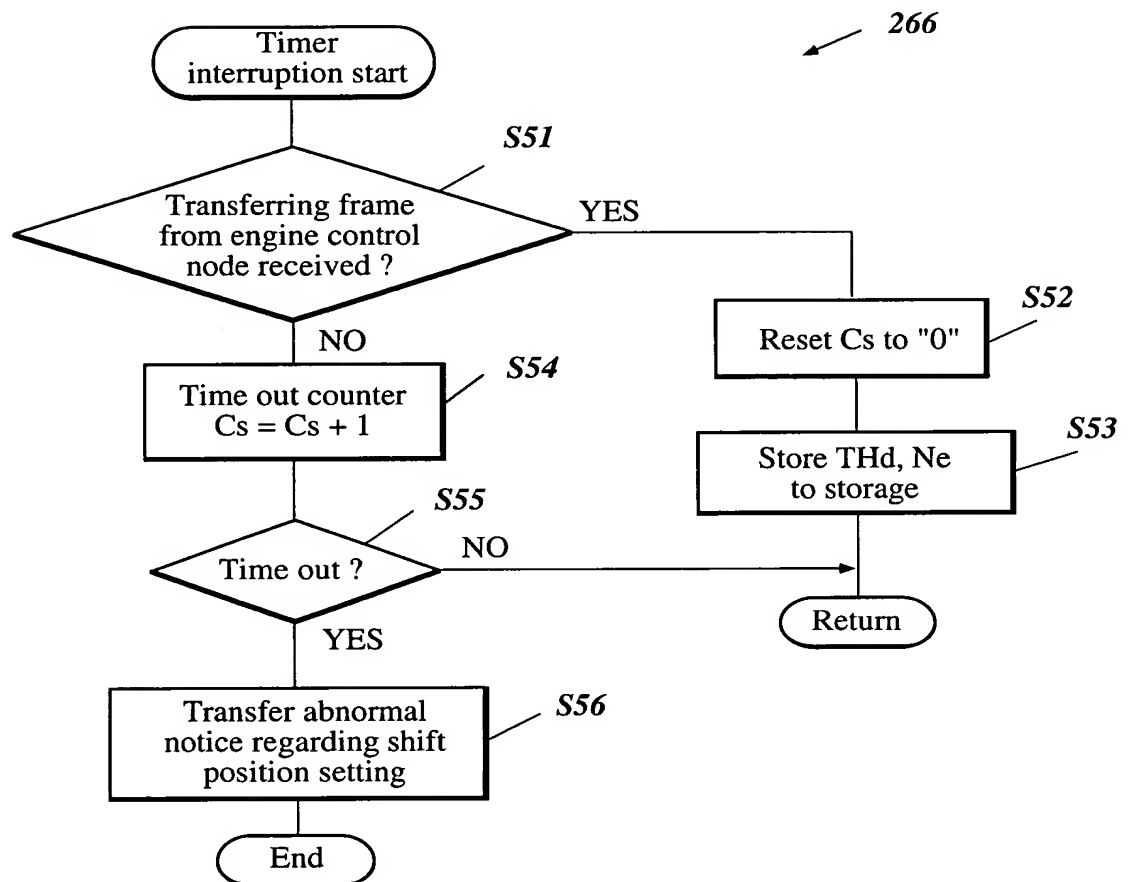 266
Timer
interruption start
S51
Transferring frame
from engine control
node received ?
YES
NO
S52
Reset Cs to "0"
S53
Store THd, Ne
to storage
S54
Time out counter
Cs = Cs + 1
S55
Time out ?
NO
YES
Return
S56
Transfer abnormal
notice regarding shift
position setting
End